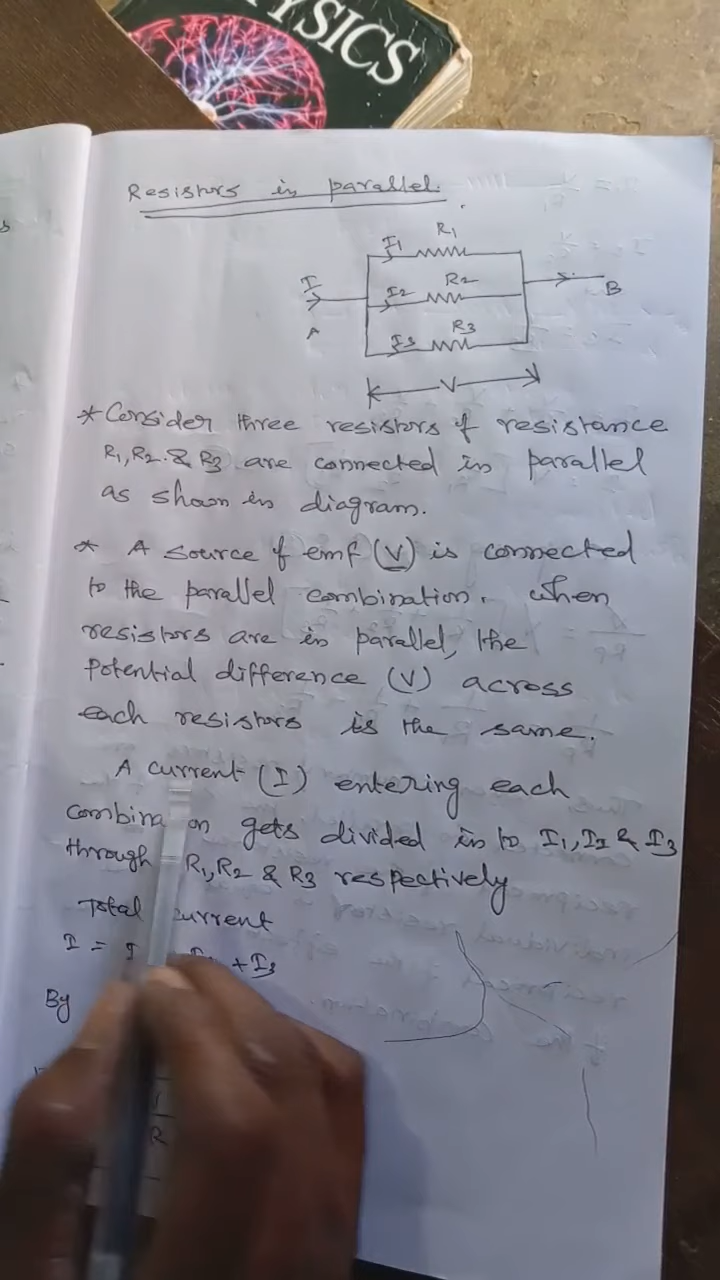 YSICS
Resistors in parallel.
R1
I1
I
I2
R2
B
A
I3
R3
V
* Consider three resistors of resistance
R1, R2 & R3 are connected in parallel
as shown in diagram.
* A source of emf (V) is connected
to the parallel combination. when
resistors are in parallel, the
Potential difference (V) across
each resistors is the same.
A current (I) entering each
combina on gets divided in to I1, I2 & I3
through R1, R2 & R3 respectively
Total current
I = I + I3
By
R